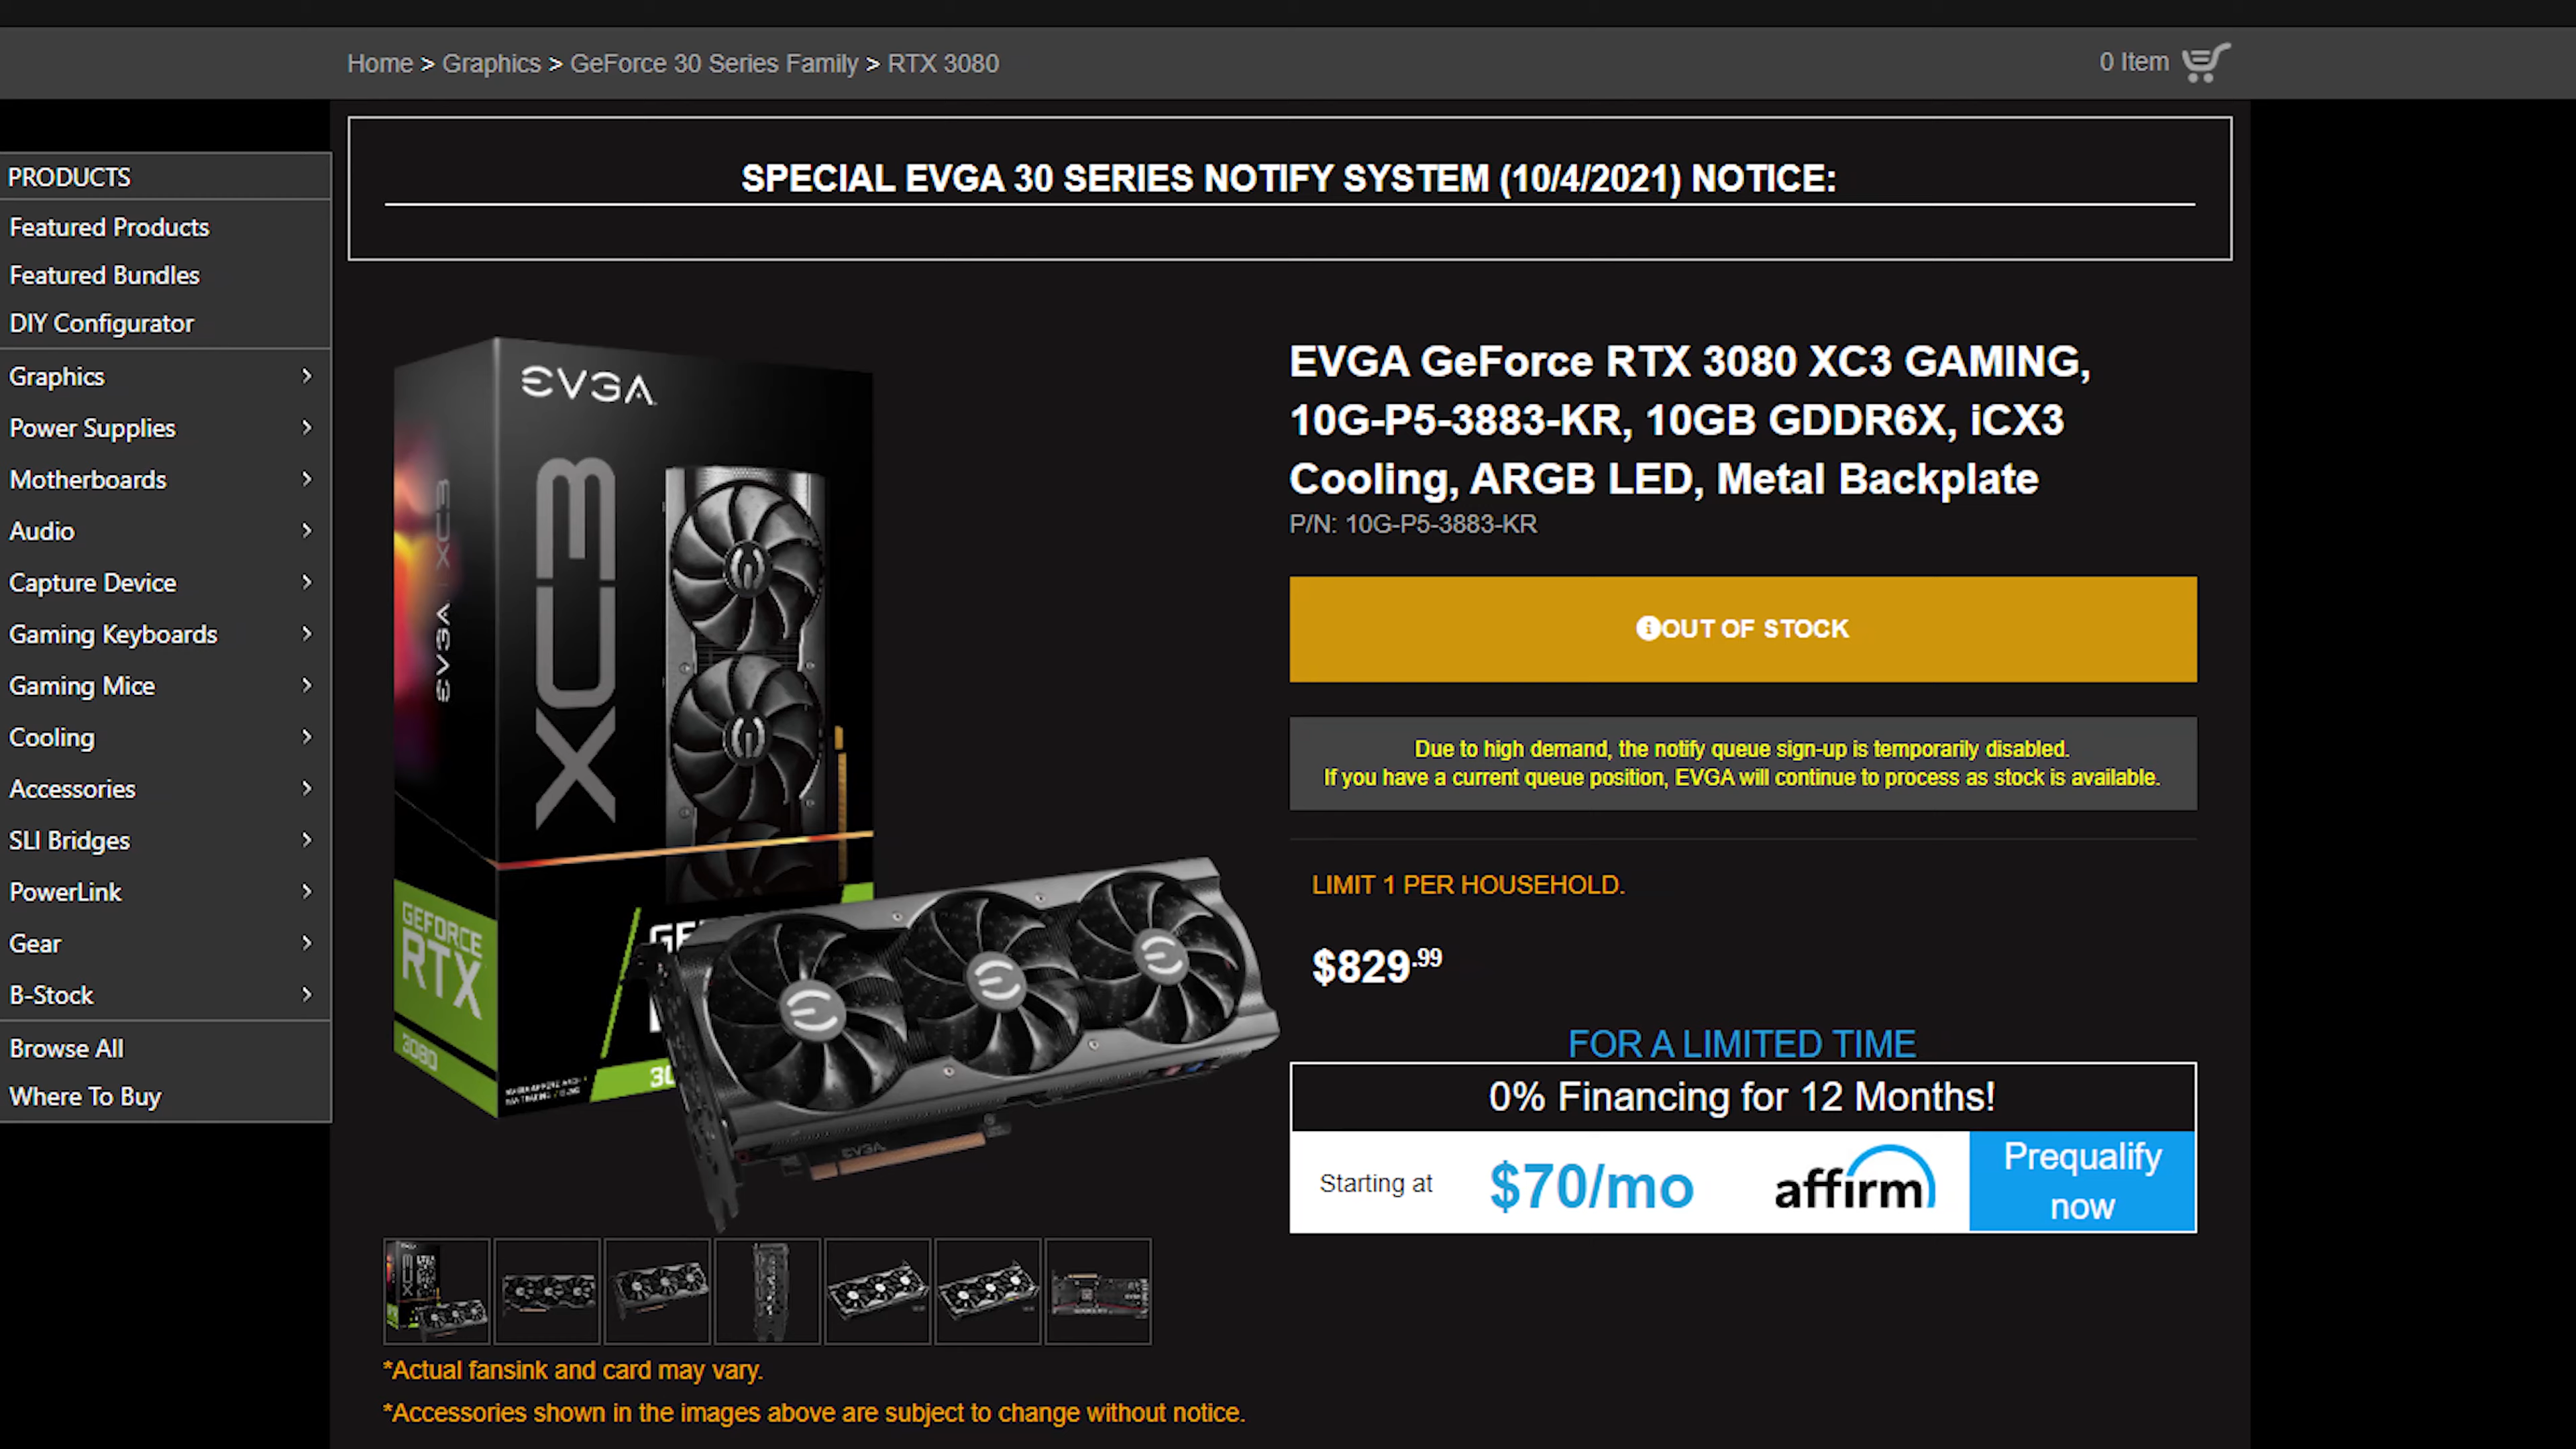 Home > Graphics > GeForce 30 Series Family > RTX 3080
0 Item
SPECIAL EVGA 30 SERIES NOTIFY SYSTEM (10/4/2021) NOTICE:
PRODUCTS
Featured Products
Featured Bundles
DIY Configurator
Graphics
Power Supplies
Motherboards
Audio
Capture Device
Gaming Keyboards
Gaming Mice
Cooling
Accessories
SLI Bridges
PowerLink
Gear
B-Stock
Browse All
Where To Buy
EVGA
XC3
EVGA | XC3
GEFORCE
RTX
3080
EVGA
EVGA GeForce RTX 3080 XC3 GAMING,
10G-P5-3883-KR, 10GB GDDR6X, iCX3
Cooling, ARGB LED, Metal Backplate
P/N: 10G-P5-3883-KR
OUT OF STOCK
Due to high demand, the notify queue sign-up is temporarily disabled.
If you have a current queue position, EVGA will continue to process as stock is available.
LIMIT 1 PER HOUSEHOLD.
$829.99
FOR A LIMITED TIME
0% Financing for 12 Months!
Starting at $70/mo affirm
Prequalify
now
*Actual fansink and card may vary.
*Accessories shown in the images above are subject to change without notice.